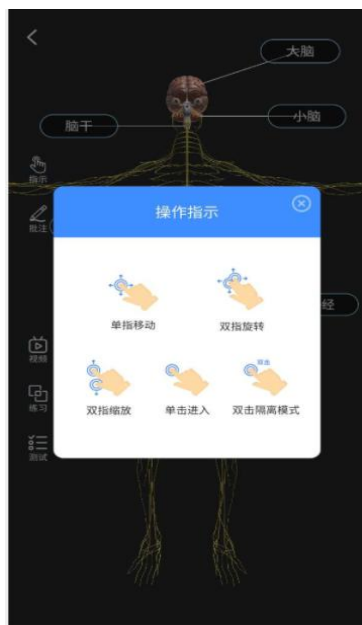 大脑
小脑
脑干
指示
操作指示
批注
单指移动
双指旋转
经
视频
双击
双指缩放
单击进入
双击隔离模式
练习
测试